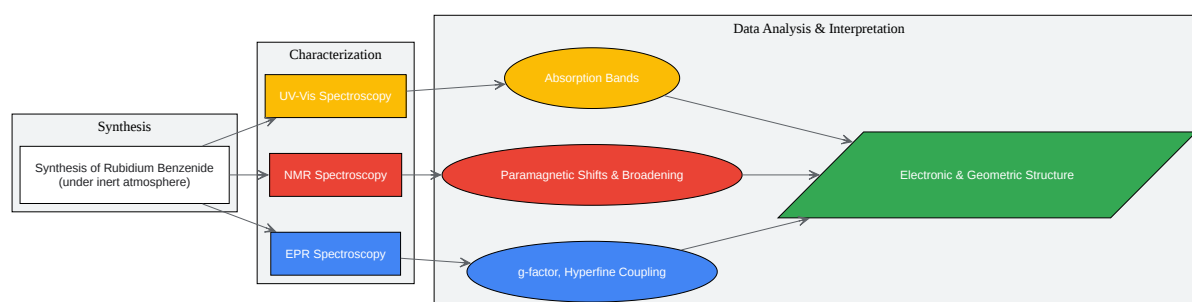 Data Analysis & Interpretation
Characterization
Absorption Bands
UV-Vis Spectroscopy
Synthesis
Synthesis of Rubidium Benzenide
(under inert atmosphere)
NMR Spectroscopy
Paramagnetic Shifts & Broadening
Electronic & Geometric Structure
EPR Spectroscopy
g-factor, Hyperfine Coupling